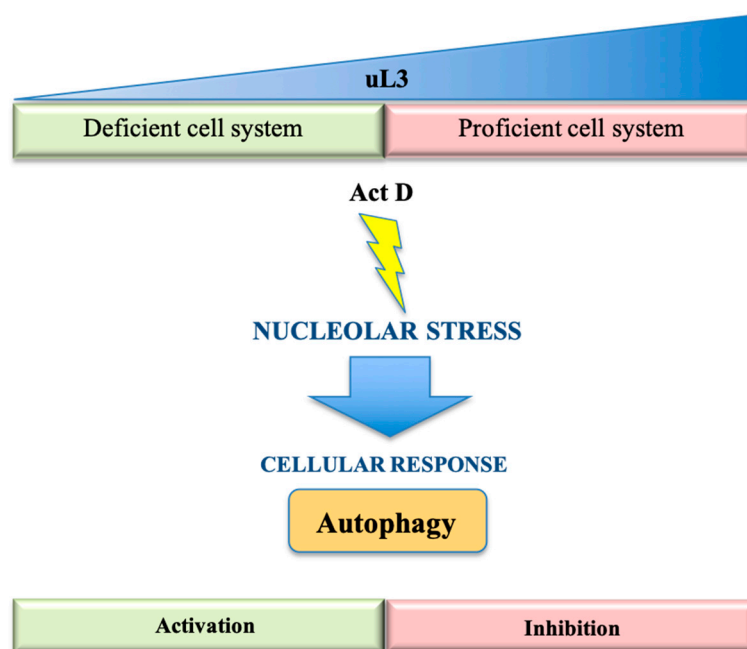 uL3
Deficient cell system
Proficient cell system
Act D
NUCLEOLAR STRESS
CELLULAR RESPONSE
Autophagy
Activation
Inhibition